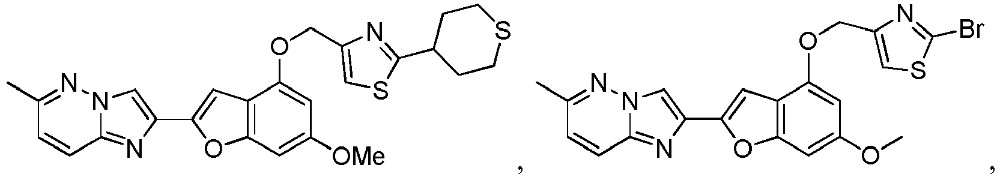 N S Br
O N O N
S S
N N N N
N O OMe N O O
, ,